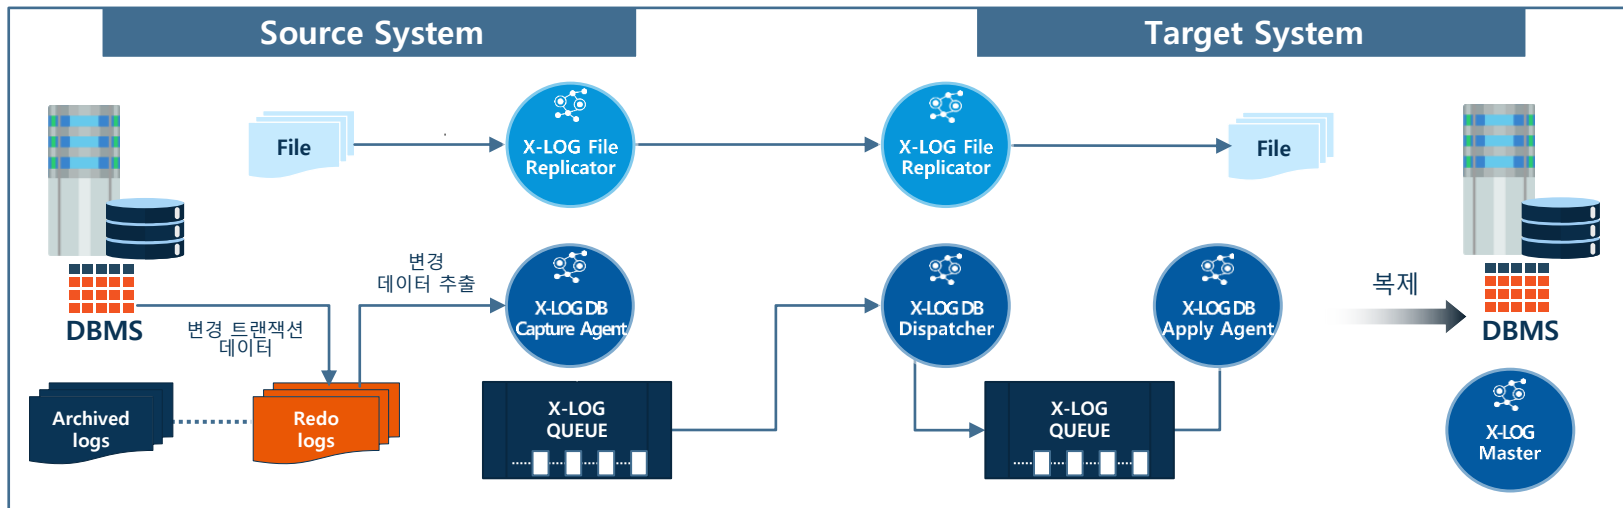 Source System
Target System
File
X-LOG File
Replicator
X-LOG File
Replicator
File
변경
데이터 추출
X-LOG DB
Capture Agent
X-LOG DB
Dispatcher
X-LOG DB
Apply Agent
복제
DBMS
변경 트랜잭션
데이터
DBMS
Archived
logs
Redo
logs
X-LOG
QUEUE
X-LOG
QUEUE
X-LOG
Master